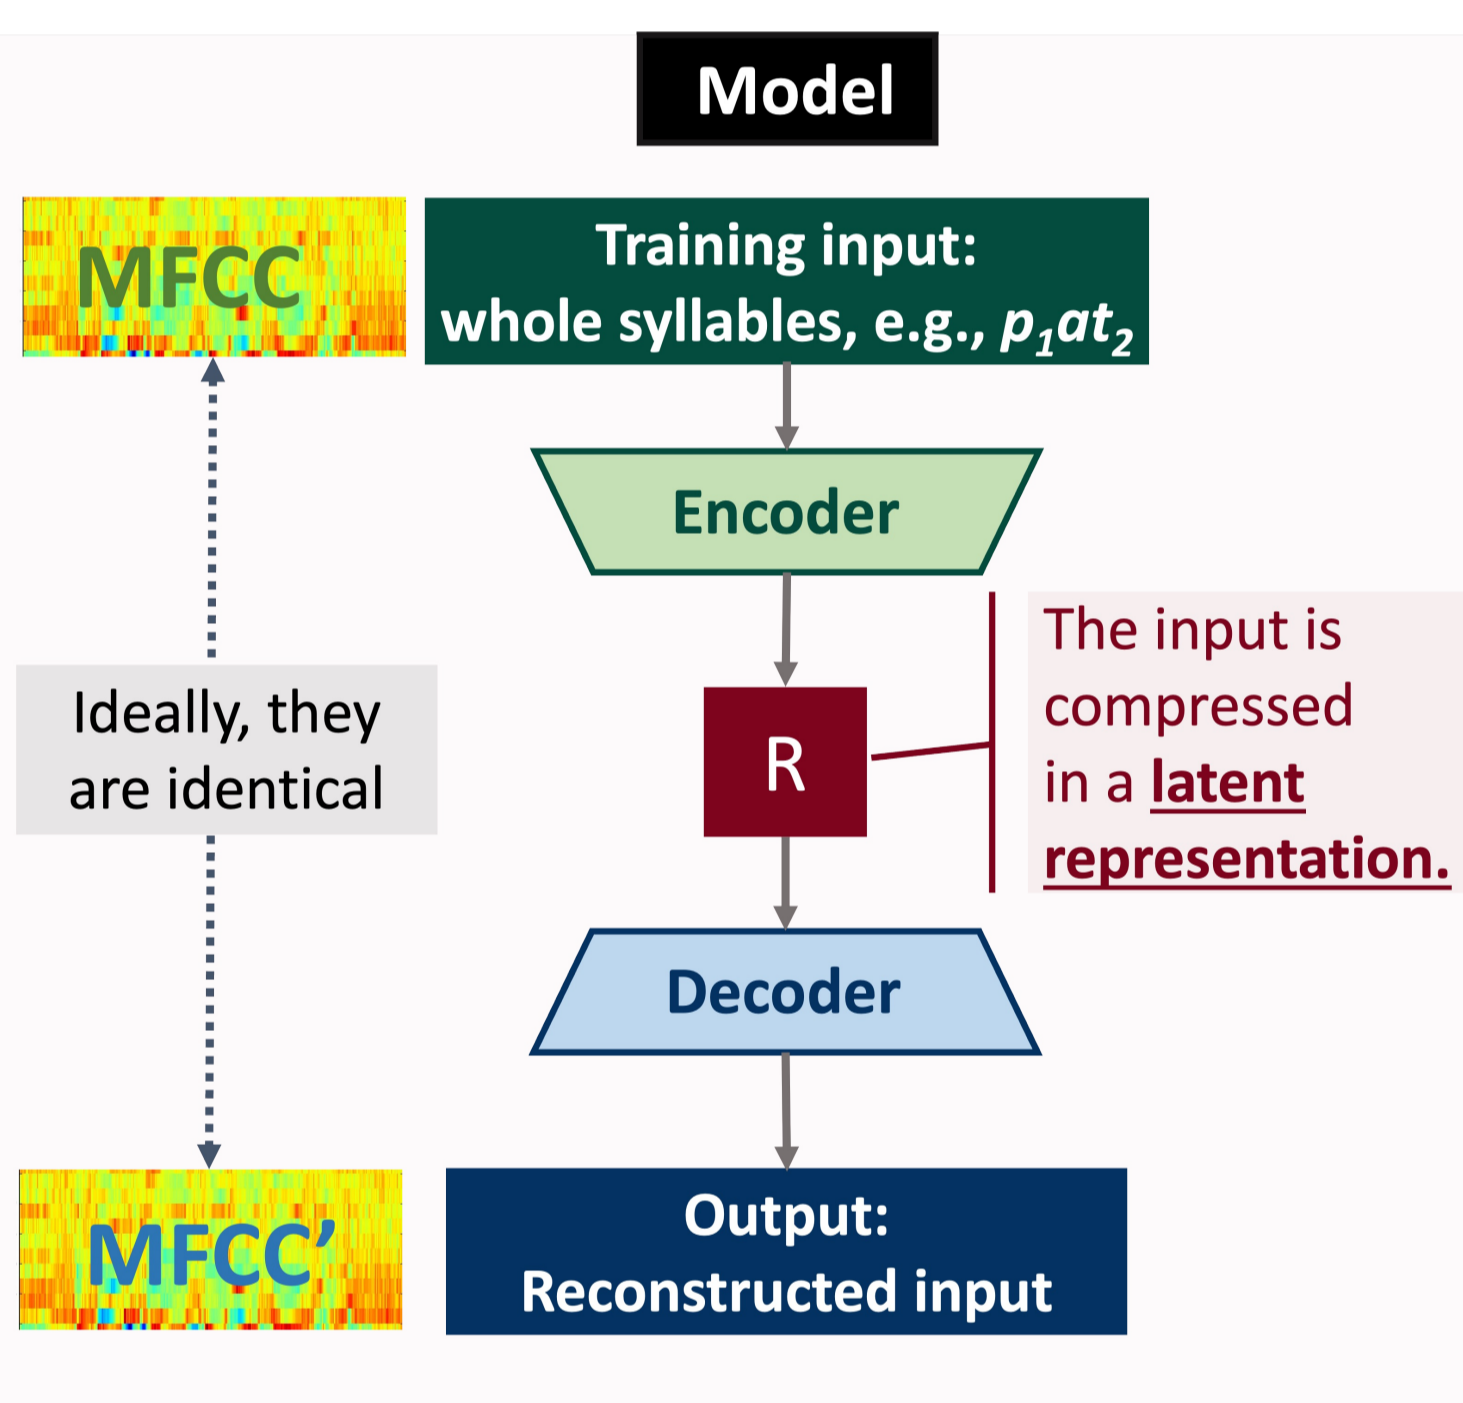 Model
MFCC
Training input:
whole syllables, e.g., p₁at₂
Encoder
The input is
compressed
in a latent
representation.
R
Ideally, they
are identical
Decoder
MFCC’
Output:
Reconstructed input